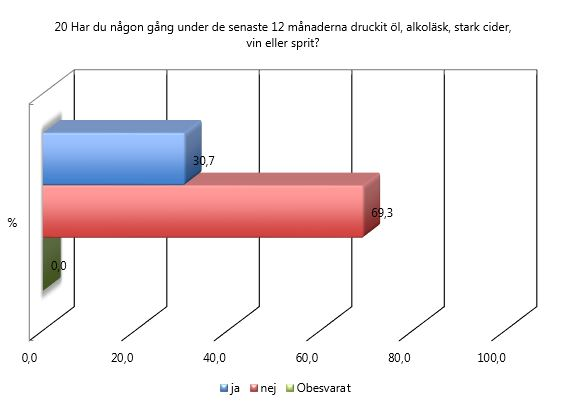 20 Har du någon gång under de senaste 12 månaderna druckit öl, alkoläsk, stark cider,
vin eller sprit?
30,7
69,3
%
0,0
0,0 20,0 40,0 60,0 80,0 100,0
ja nej Obesvarat